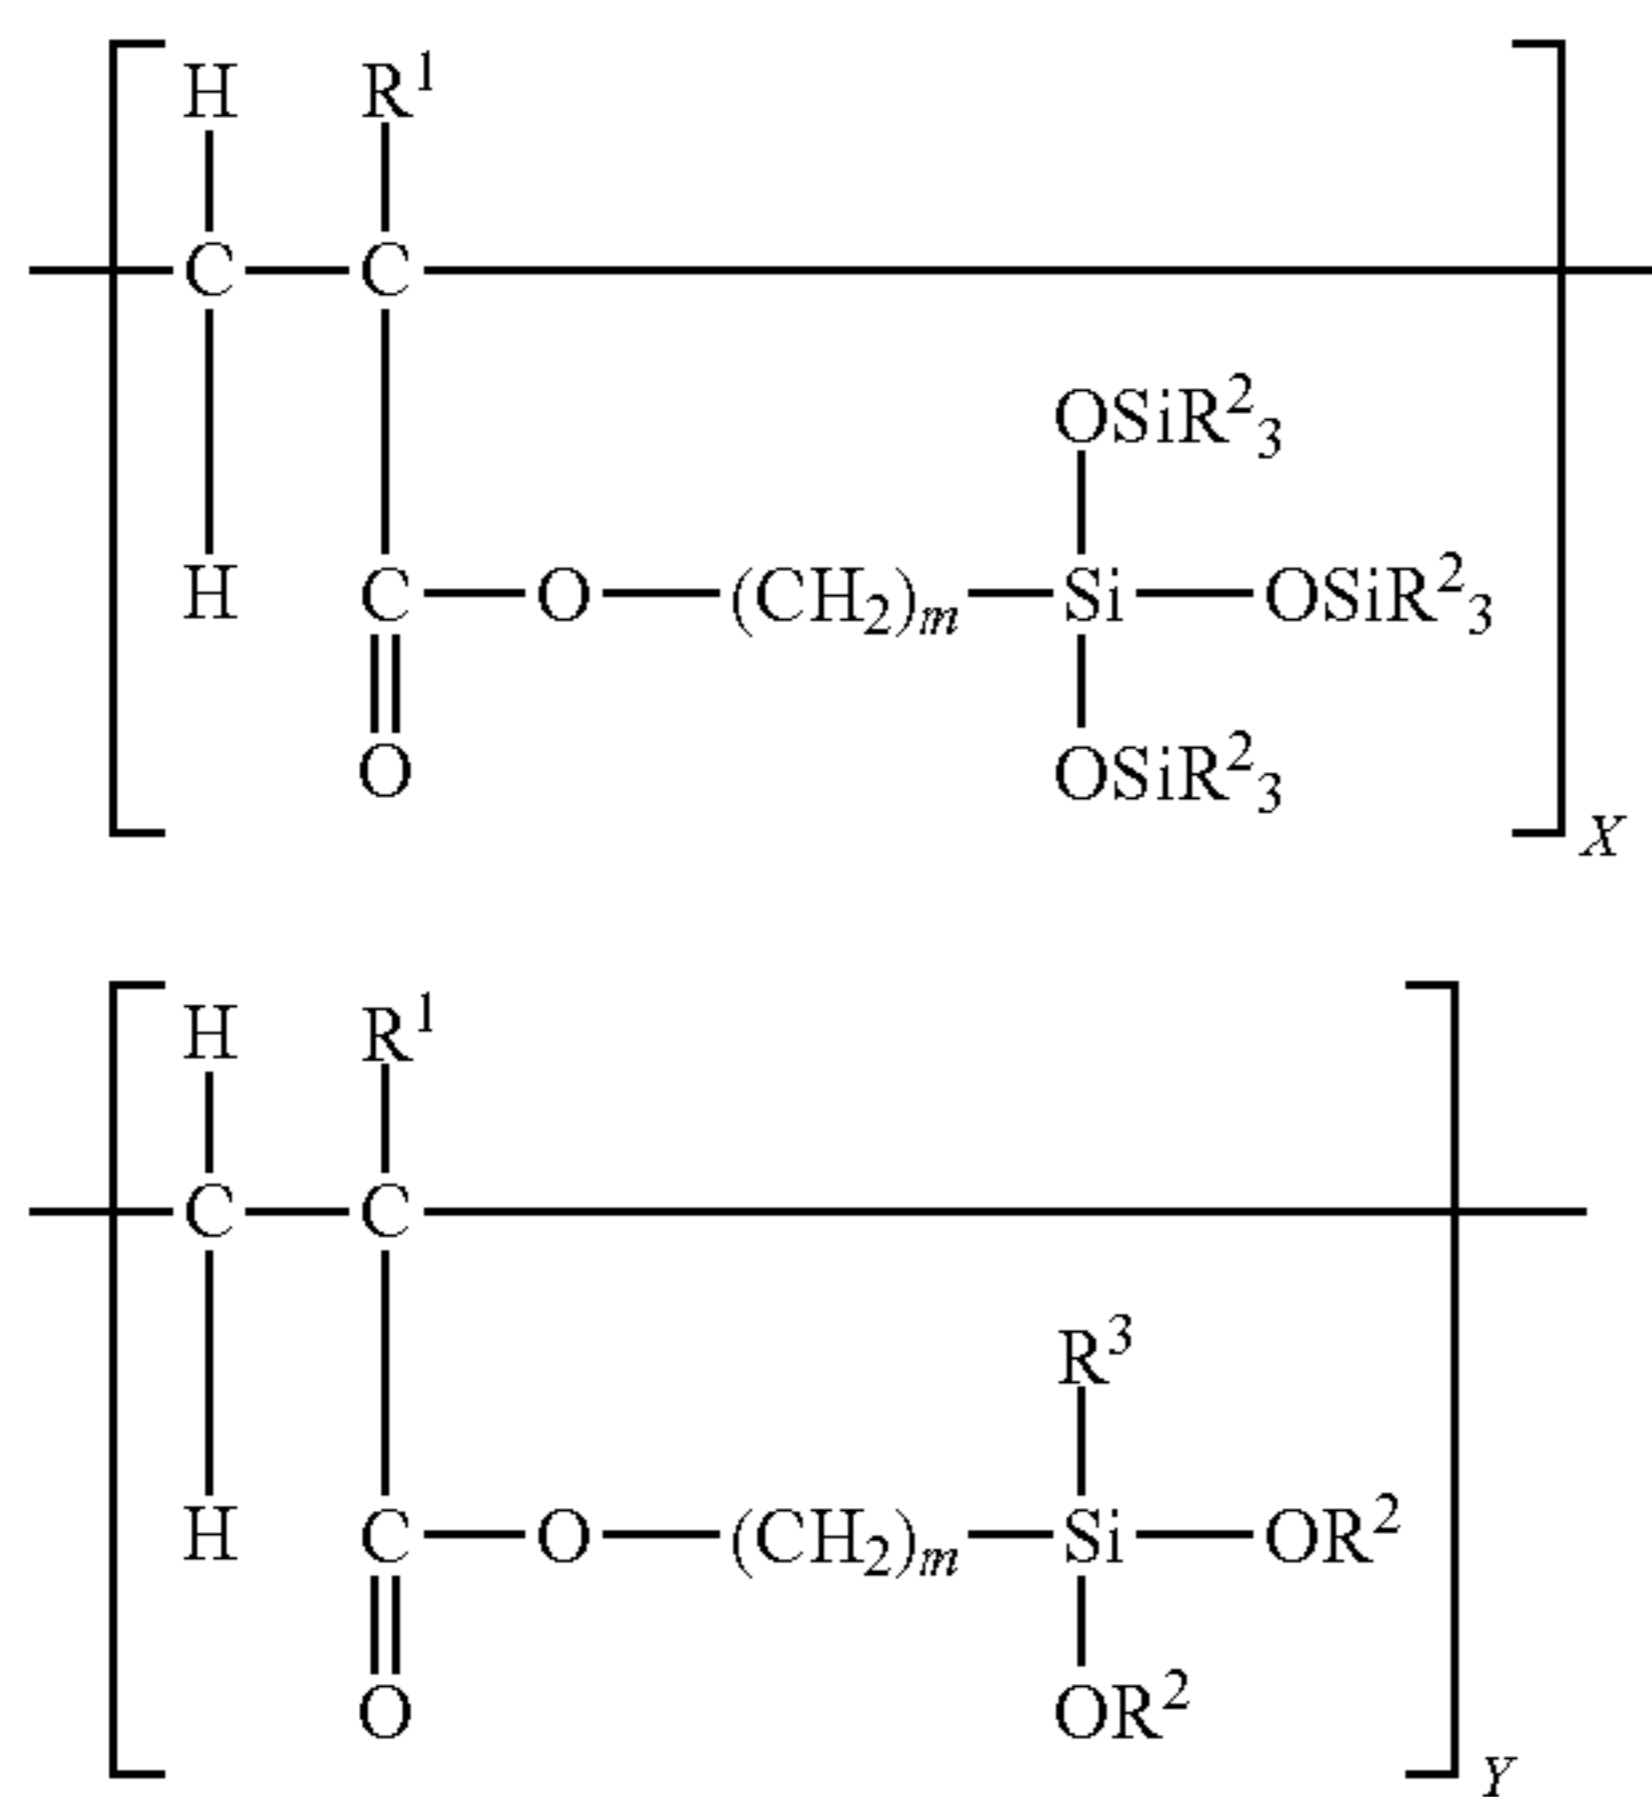 H R¹
C C
OSiR²₃
H C O (CH₂)ₘ Si OSiR²₃
O OSiR²₃
X
H R¹
C C
R³
H C O (CH₂)ₘ Si OR²
O OR²
Y